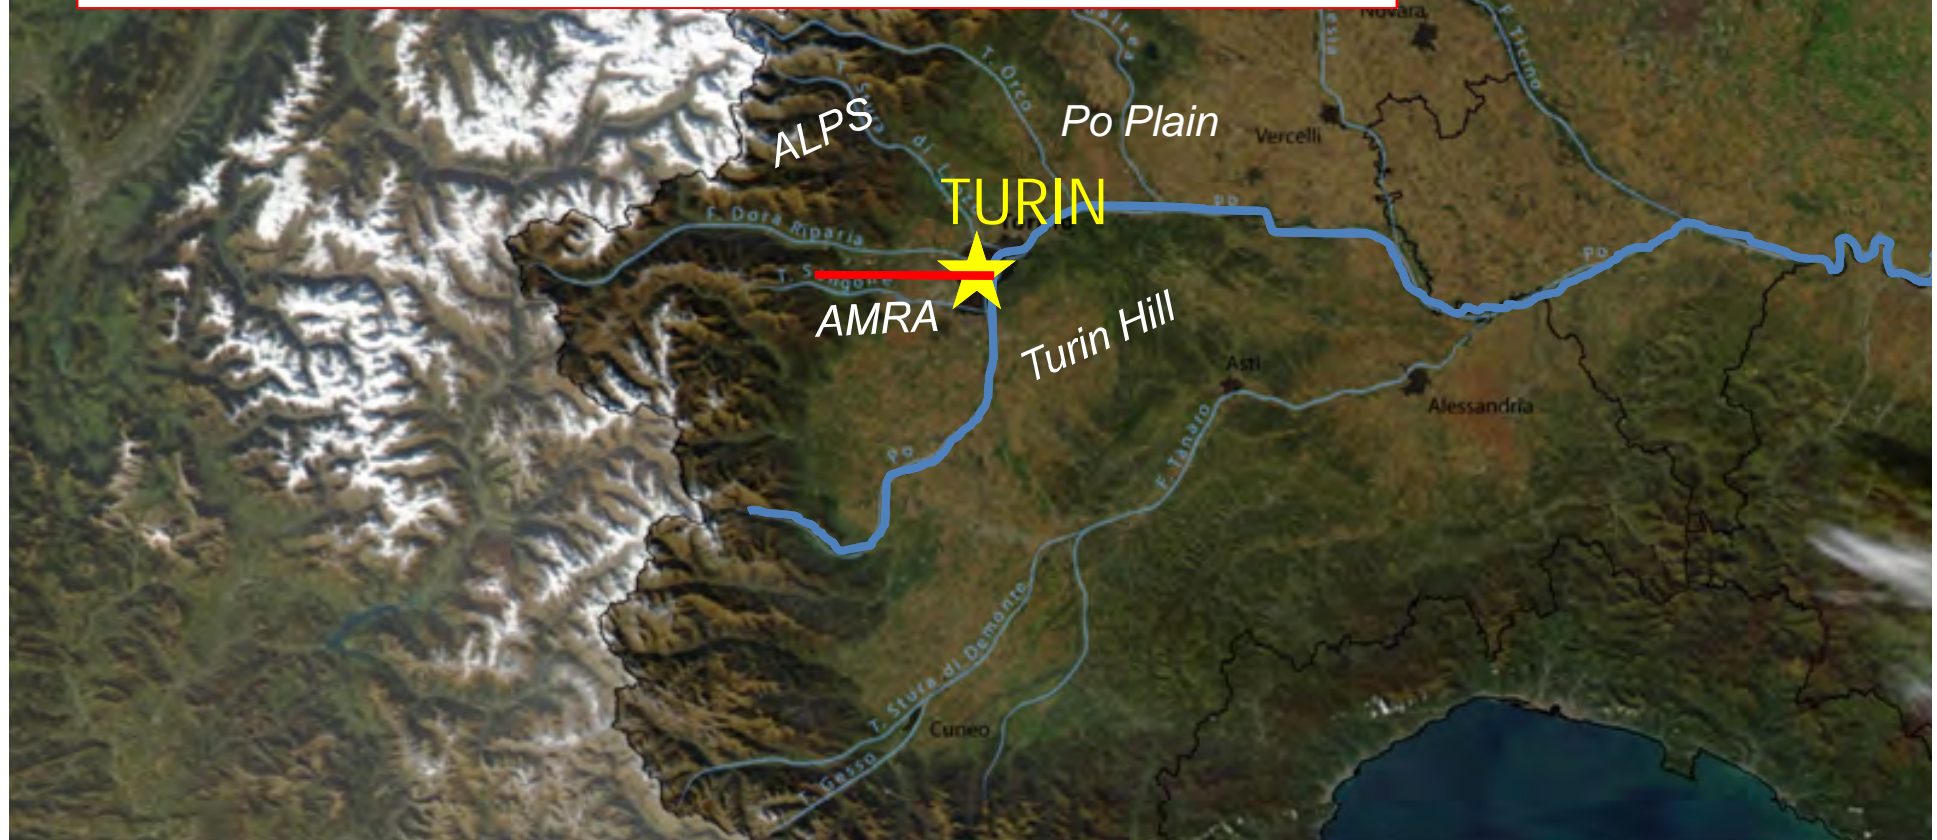 Novara
F. Ticino
T. Orco
ALPS
Po Plain
Vercelli
TURIN
PO
F. Dora Riparia
PO
AMRA
Turin Hill
Asti
Alessandria
Po
F. Tanaro
T. Stura di Demonte
Cuneo
T. Gesso